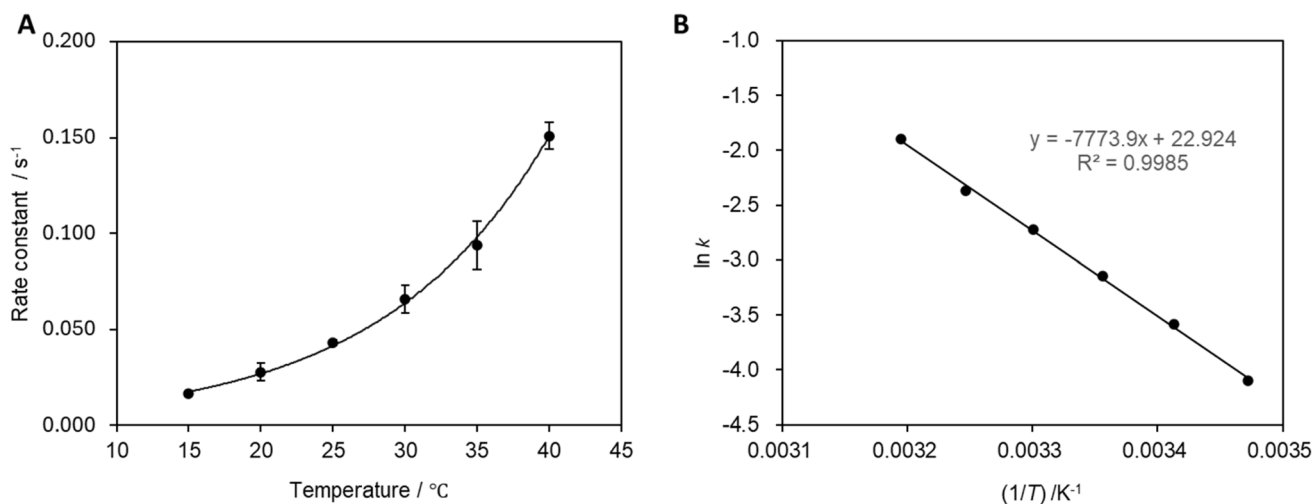 A
0.200
0.150
0.100
0.050
0.000
10 15 20 25 30 35 40 45
Rate constant / s⁻¹
Temperature / °C
B
-1.0
-1.5
-2.0
-2.5
-3.0
-3.5
-4.0
-4.5
0.0031 0.0032 0.0033 0.0034 0.0035
ln k
y = -7773.9x + 22.924
R² = 0.9985
(1/T) /K⁻¹